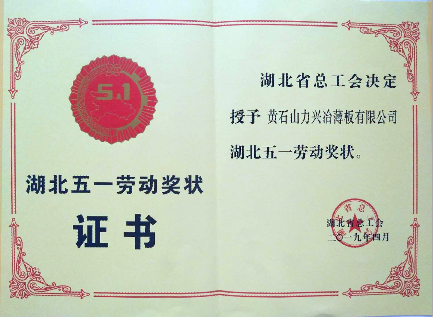 5.1
湖北五一劳动奖状
证书
湖北省总工会决定
授予 黄石山力兴冶薄板有限公司
湖北五一劳动奖状。
湖北省总工会
二〇一九年四月